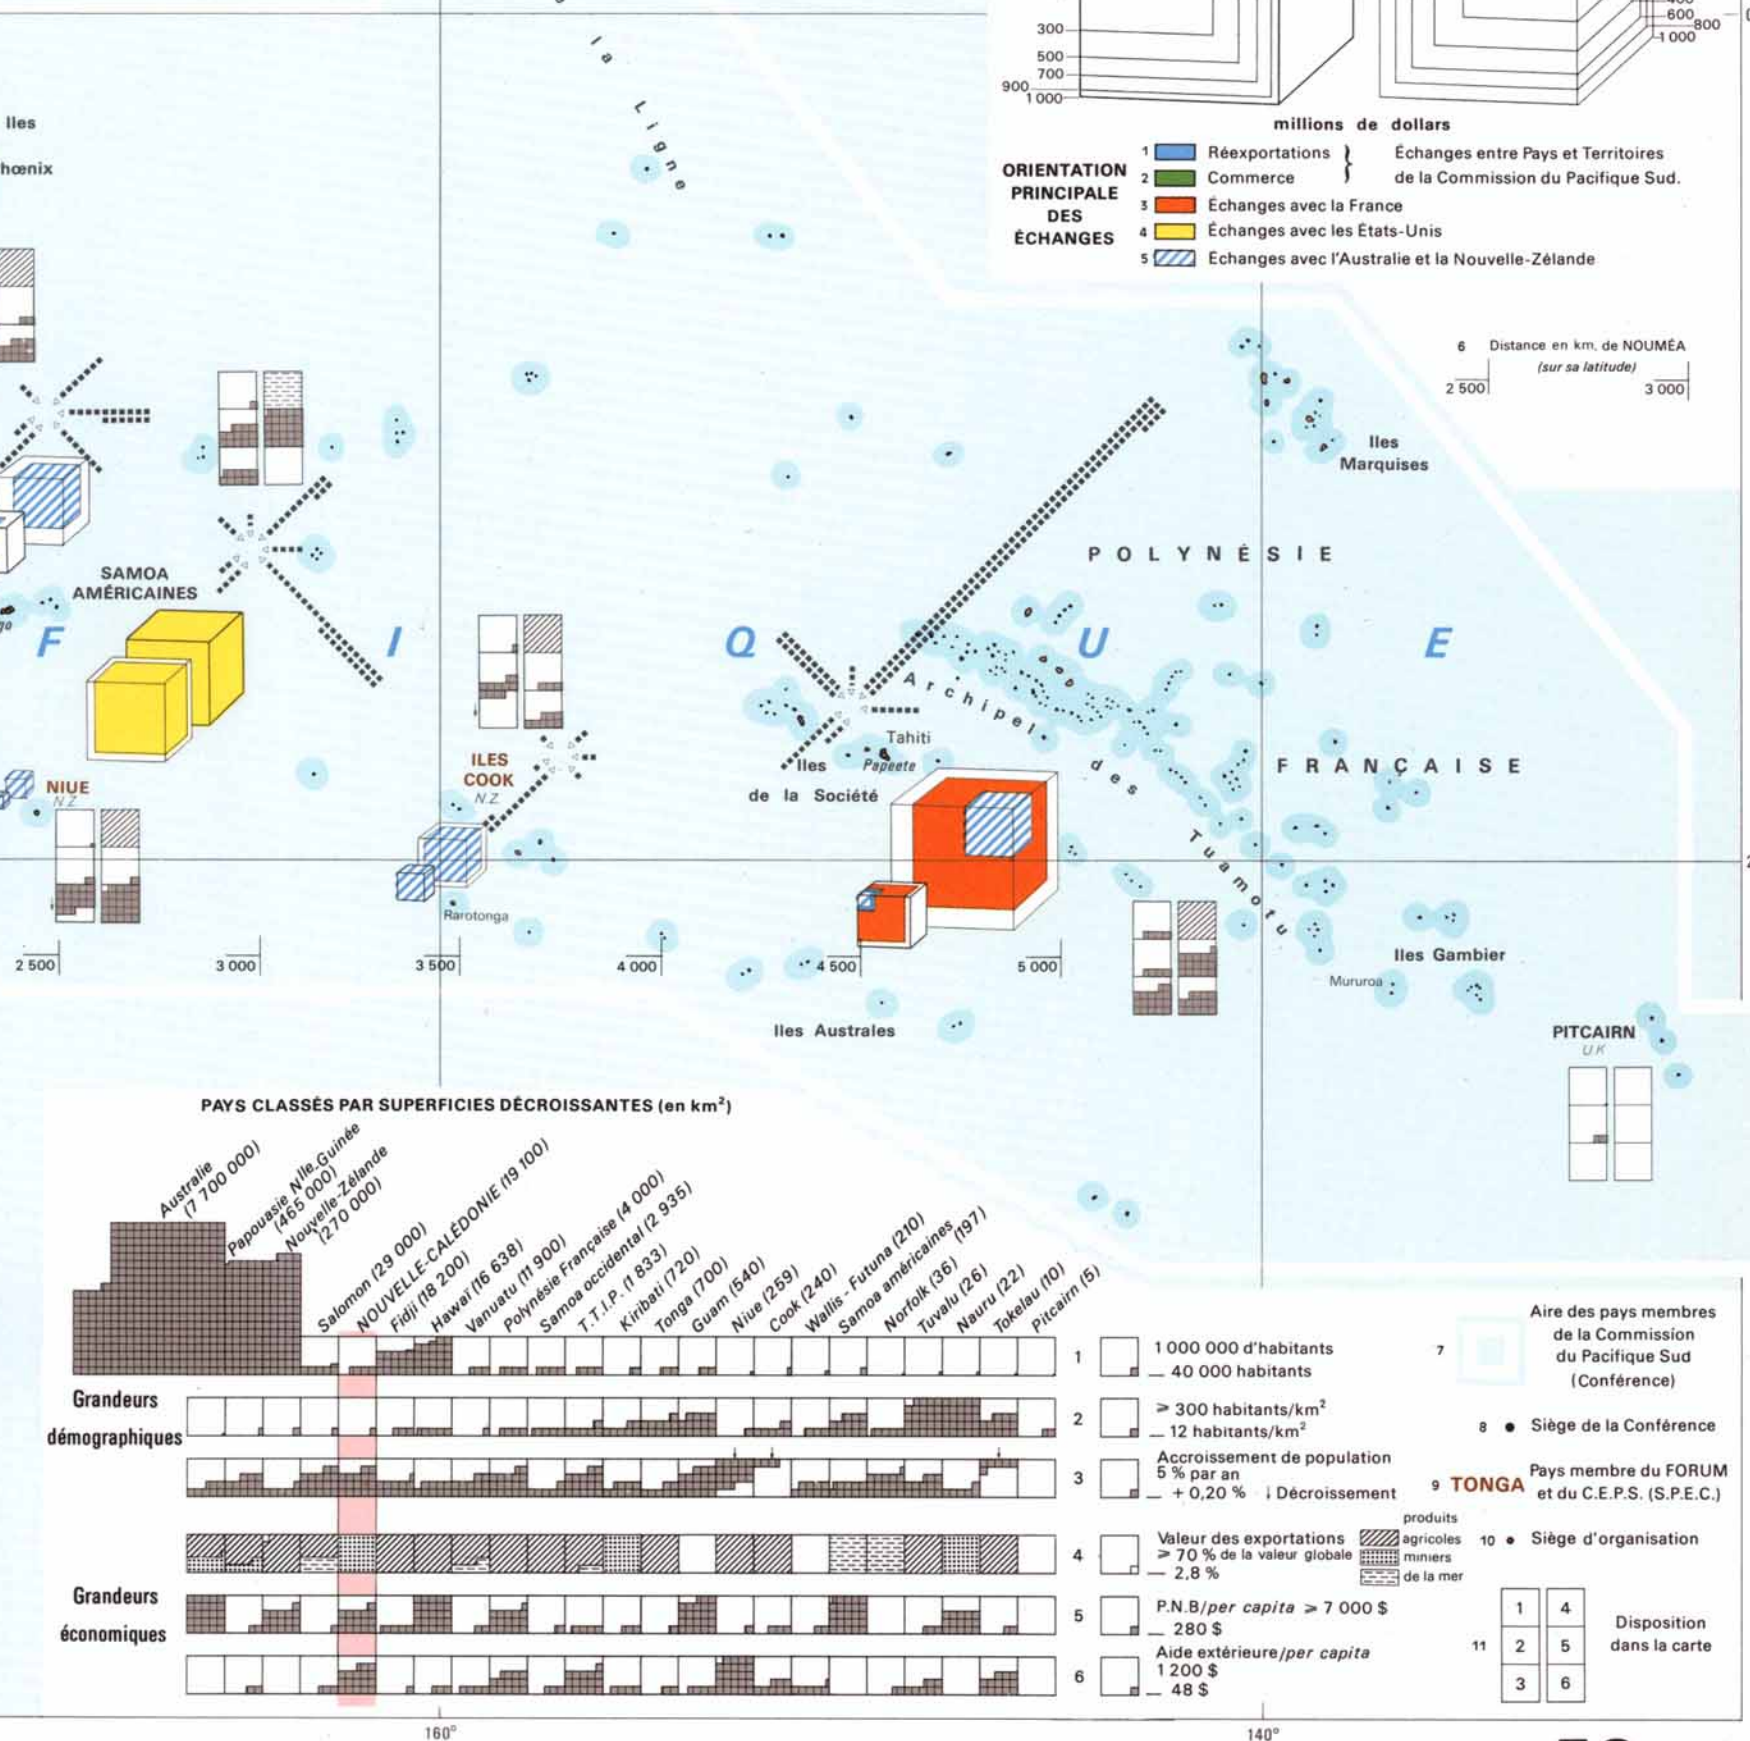 la Ligne
Iles
hœnix
300
500
700
900
1 000
600
800
1 000
millions de dollars
ORIENTATION
PRINCIPALE
DES
ÉCHANGES
1 Réexportations
2 Commerce
Échanges entre Pays et Territoires
de la Commission du Pacifique Sud.
3 Échanges avec la France
4 Échanges avec les États-Unis
5 Échanges avec l'Australie et la Nouvelle-Zélande
6 Distance en km. de NOUMÉA
(sur sa latitude)
2 500 3 000
Iles
Marquises
POLYNÉSIE
SAMOA
AMÉRICAINES
F I Q U E
Archipel des Tuamotu
Tahiti
Papeete
Iles
de la Société
FRANÇAISE
NIUE
N.Z
ILES
COOK
N.Z.
Rarotonga
2 500 3 000 3 500 4 000 4 500 5 000
Iles Gambier
Mururoa
Iles Australes
PITCAIRN
U K
PAYS CLASSÉS PAR SUPERFICIES DÉCROISSANTES (en km²)
Australie
(7 700 000)
Papouasie Nlle-Guinée
(465 000)
Nouvelle-Zélande
(270 000)
Salomon (29 000)
NOUVELLE-CALÉDONIE (19 100)
Fidji (18 200)
Hawaï (16 638)
Vanuatu (11 900)
Polynésie Française (4 000)
Samoa occidental (2 935)
T.T.I.P. (1 833)
Kiribati (720)
Tonga (700)
Guam (540)
Niue (259)
Cook (240)
Wallis - Futuna (210)
Samoa américaines (197)
Norfolk (36)
Tuvalu (26)
Nauru (22)
Tokelau (10)
Pitcairn (5)
Grandeurs
démographiques
1
1 000 000 d'habitants
40 000 habitants
2
⩾ 300 habitants/km²
12 habitants/km²
3
Accroissement de population
5 % par an
+ 0,20 % ↓ Décroissement
Grandeurs
économiques
4
Valeur des exportations
⩾ 70 % de la valeur globale
2,8 %
produits
agricoles
miniers
de la mer
5
P.N.B/per capita ⩾ 7 000 $
280 $
6
Aide extérieure/per capita
1 200 $
48 $
7
Aire des pays membres
de la Commission
du Pacifique Sud
(Conférence)
8 ● Siège de la Conférence
9 TONGA Pays membre du FORUM
et du C.E.P.S. (S.P.E.C.)
10 ● Siège d'organisation
11
1 4
2 5
3 6
Disposition
dans la carte
160° 140°